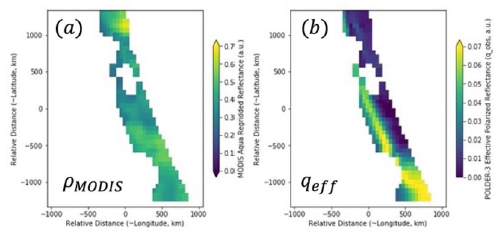 (a)
ρMODIS
1000
500
0
−500
−1000
−1000 −500 0 500 1000
Relative Distance (~Latitude, km)
Relative Distance (~Longitude, km)
0.7
0.6
0.5
0.4
0.3
0.2
0.1
0.0
MODIS Aqua Regridded Reflectance (a.u.)
(b)
qeff
1000
500
0
−500
−1000
−1000 −500 0 500 1000
Relative Distance (~Latitude, km)
Relative Distance (~Longitude, km)
0.07
0.06
0.05
0.04
0.03
0.02
0.01
0.00
POLDER-3 Effective Polarized Reflectance (q_obs, a.u.)